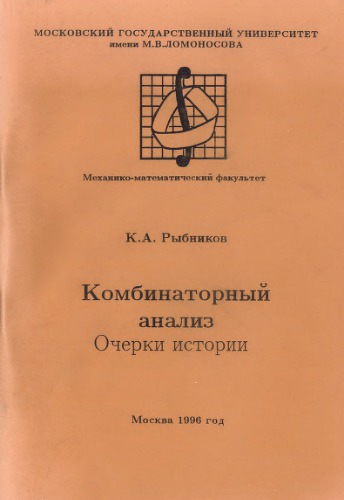 МОСКОВСКИЙ ГОСУДАРСТВЕННЫЙ УНИВЕРСИТЕТ
имени М.В.ЛОМОНОСОВА
Механико-математический факультет
К.А. Рыбников
Комбинаторный
анализ
Очерки истории
Москва 1996 год